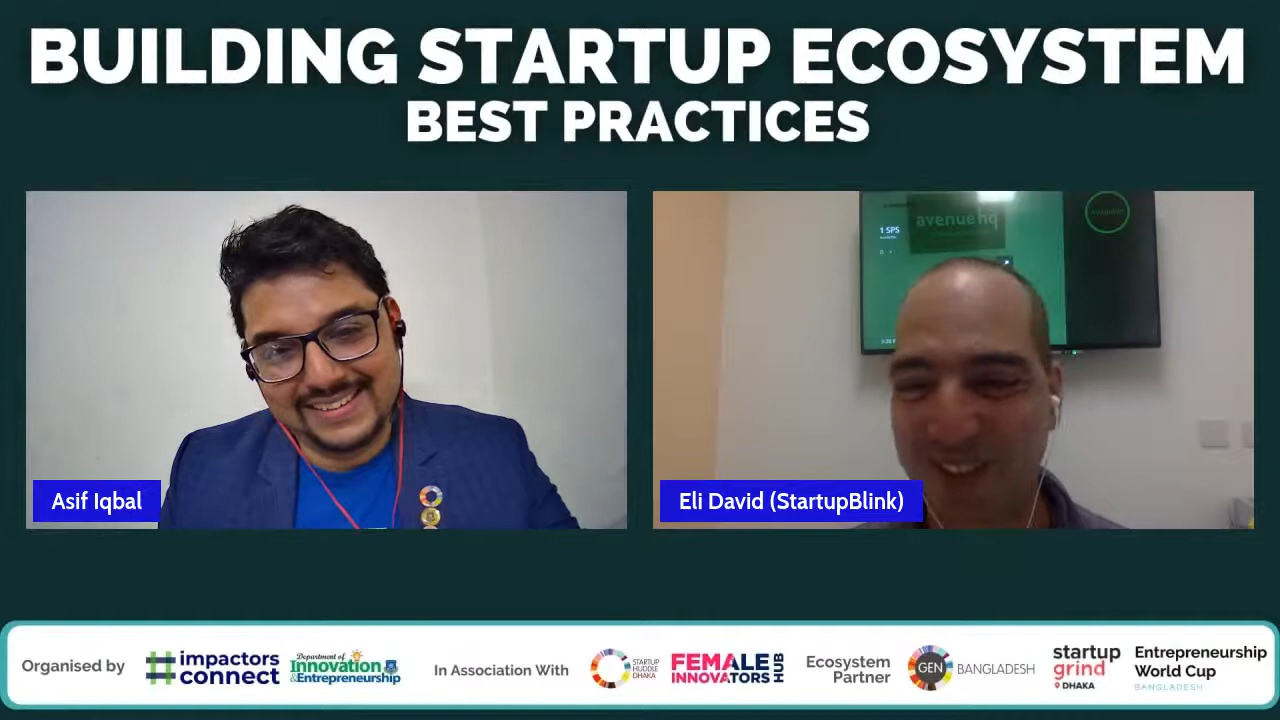 BUILDING STARTUP ECOSYSTEM
BEST PRACTICES
avenue hq
1 SPS
Asif Iqbal
Eli David (StartupBlink)
Organised by
impactors
connect
Department of
Innovation
&Entrepreneurship
In Association With
STARTUP
HUDDLE
DHAKA
FEMALE
INNOVATORS
HUB
Ecosystem
Partner
GEN
BANGLADESH
startup
grind
DHAKA
Entrepreneurship
World Cup
BANGLADESH